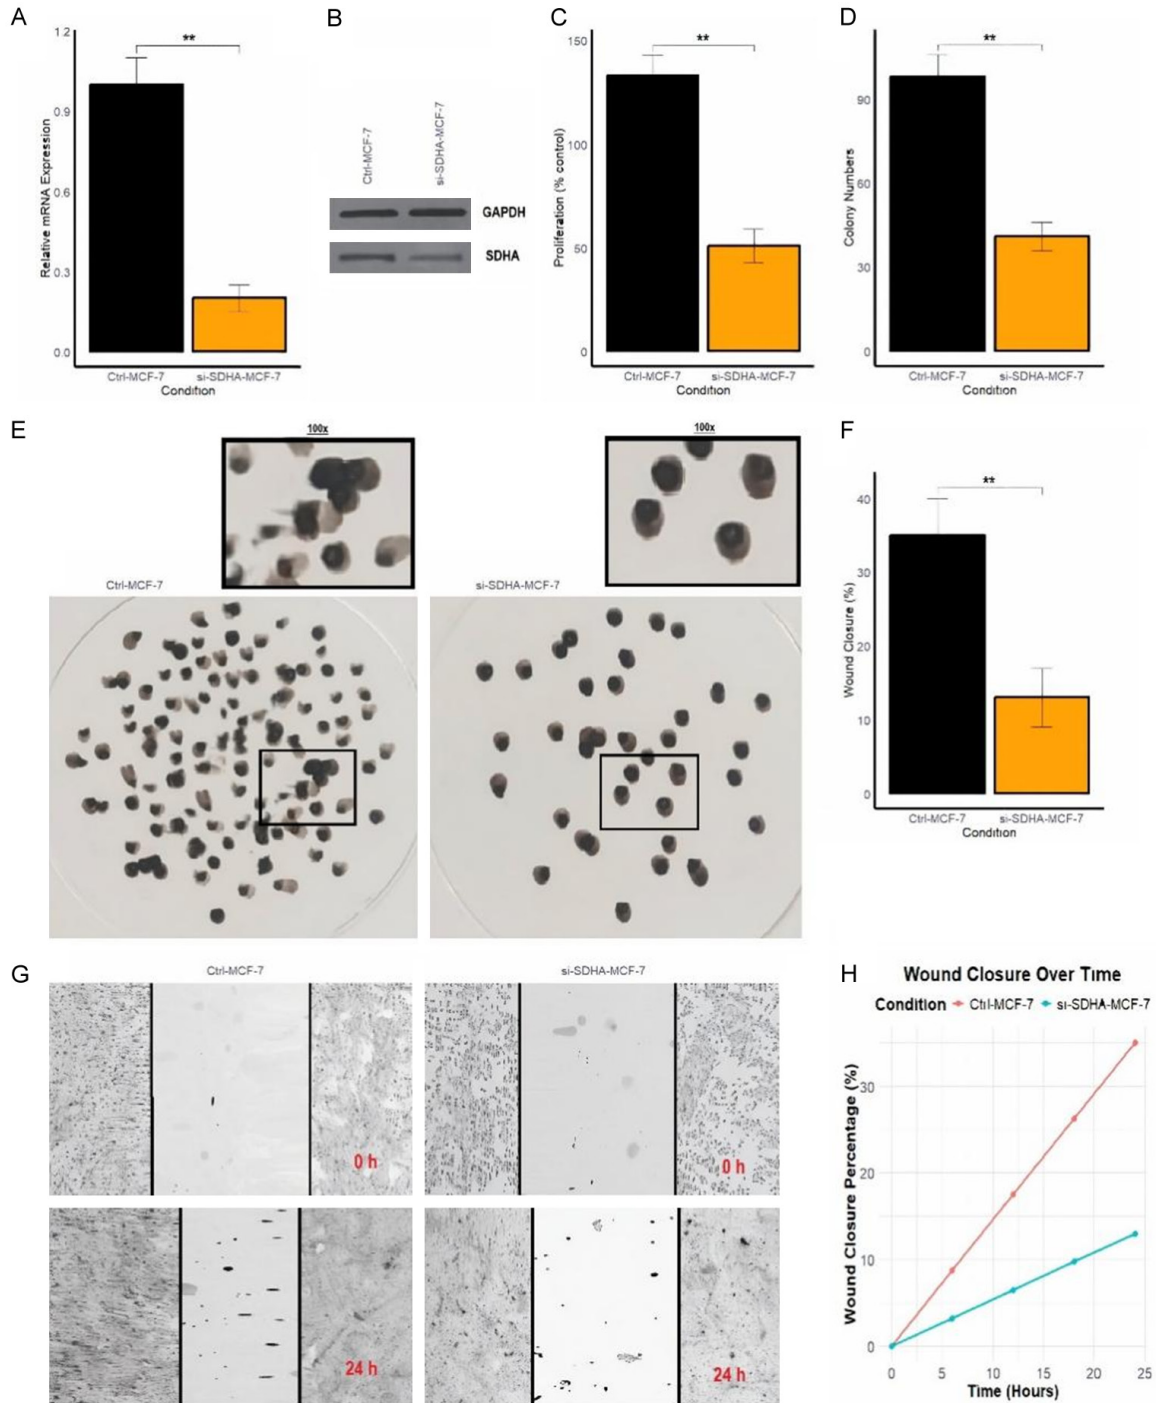 A
1.2
0.9
0.6
0.3
0.0
Relative mRNA Expression
**
Ctrl-MCF-7
si-SDHA-MCF-7
Condition
B
Ctrl-MCF-7
si-SDHA-MCF-7
GAPDH
SDHA
C
150
100
50
0
Proliferation (% control)
**
Ctrl-MCF-7
si-SDHA-MCF-7
Condition
D
90
60
30
0
Colony Numbers
**
Ctrl-MCF-7
si-SDHA-MCF-7
Condition
E
100x
100x
Ctrl-MCF-7
si-SDHA-MCF-7
F
40
30
20
10
0
Wound Closure (%)
**
Ctrl-MCF-7
si-SDHA-MCF-7
Condition
G
Ctrl-MCF-7
si-SDHA-MCF-7
0 h
0 h
24 h
24 h
H
Wound Closure Over Time
Condition Ctrl-MCF-7 si-SDHA-MCF-7
30
20
10
0
Wound Closure Percentage (%)
0 5 10 15 20 25
Time (Hours)